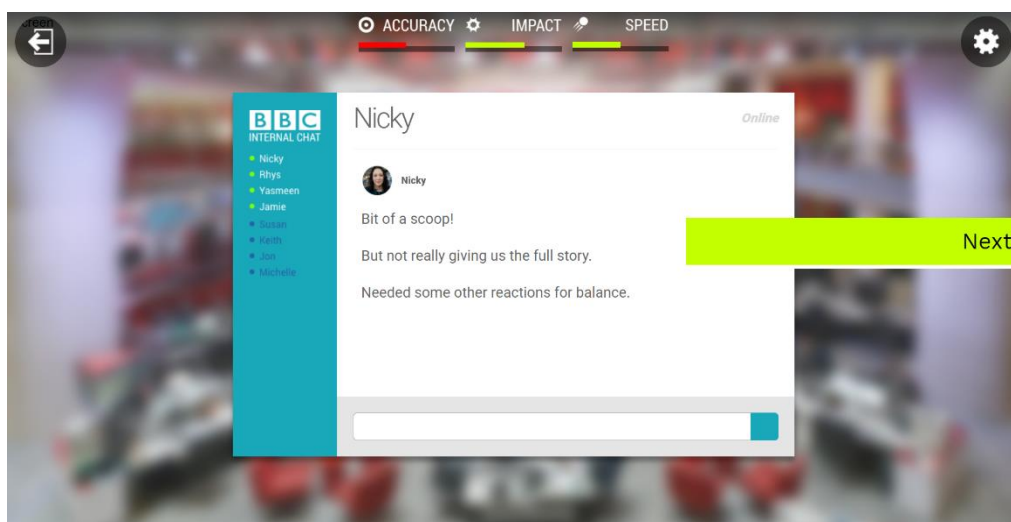 screen
ACCURACY IMPACT SPEED
BBC
INTERNAL CHAT
Nicky
Rhys
Yasmeen
Jamie
Susan
Keith
Jon
Michelle
Nicky
Online
Nicky
Bit of a scoop!
But not really giving us the full story.
Needed some other reactions for balance.
Next